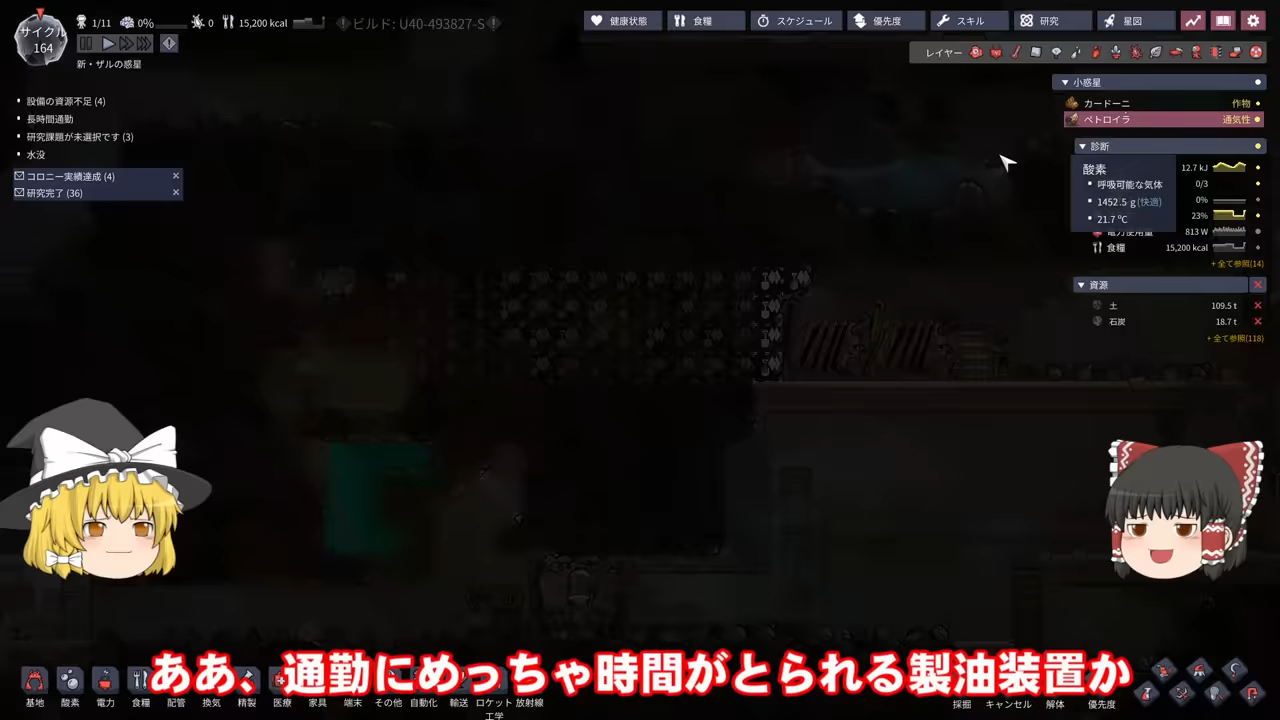 サイクル
164
1/11
0%
0
15,200 kcal
ビルド: U40-493827-S
新・ザルの惑星
健康状態
食糧
スケジュール
優先度
スキル
研究
星図
レイヤー
設備の資源不足 (4)
長時間通勤
研究課題が未選択です (3)
水没
コロニー実績達成 (4)
研究完了 (36)
小惑星
カードーニ 作物
ペトロイラ 通気性
診断
酸素
呼吸可能な気体
1452.5 g(快適)
21.7 ºC
12.7 kJ
0/3
0%
23%
電力使用量 813 W
食糧 15,200 kcal
+ 全て参照(14)
資源
土 109.5 t
石炭 18.7 t
+ 全て参照(118)
ああ、通勤にめっちゃ時間がとられる製油装置か
基地
酸素
電力
食糧
配管
換気
精製
医療
家具
端末
その他
自動化
輸送
ロケット工学
放射線
採掘
キャンセル
解体
優先度